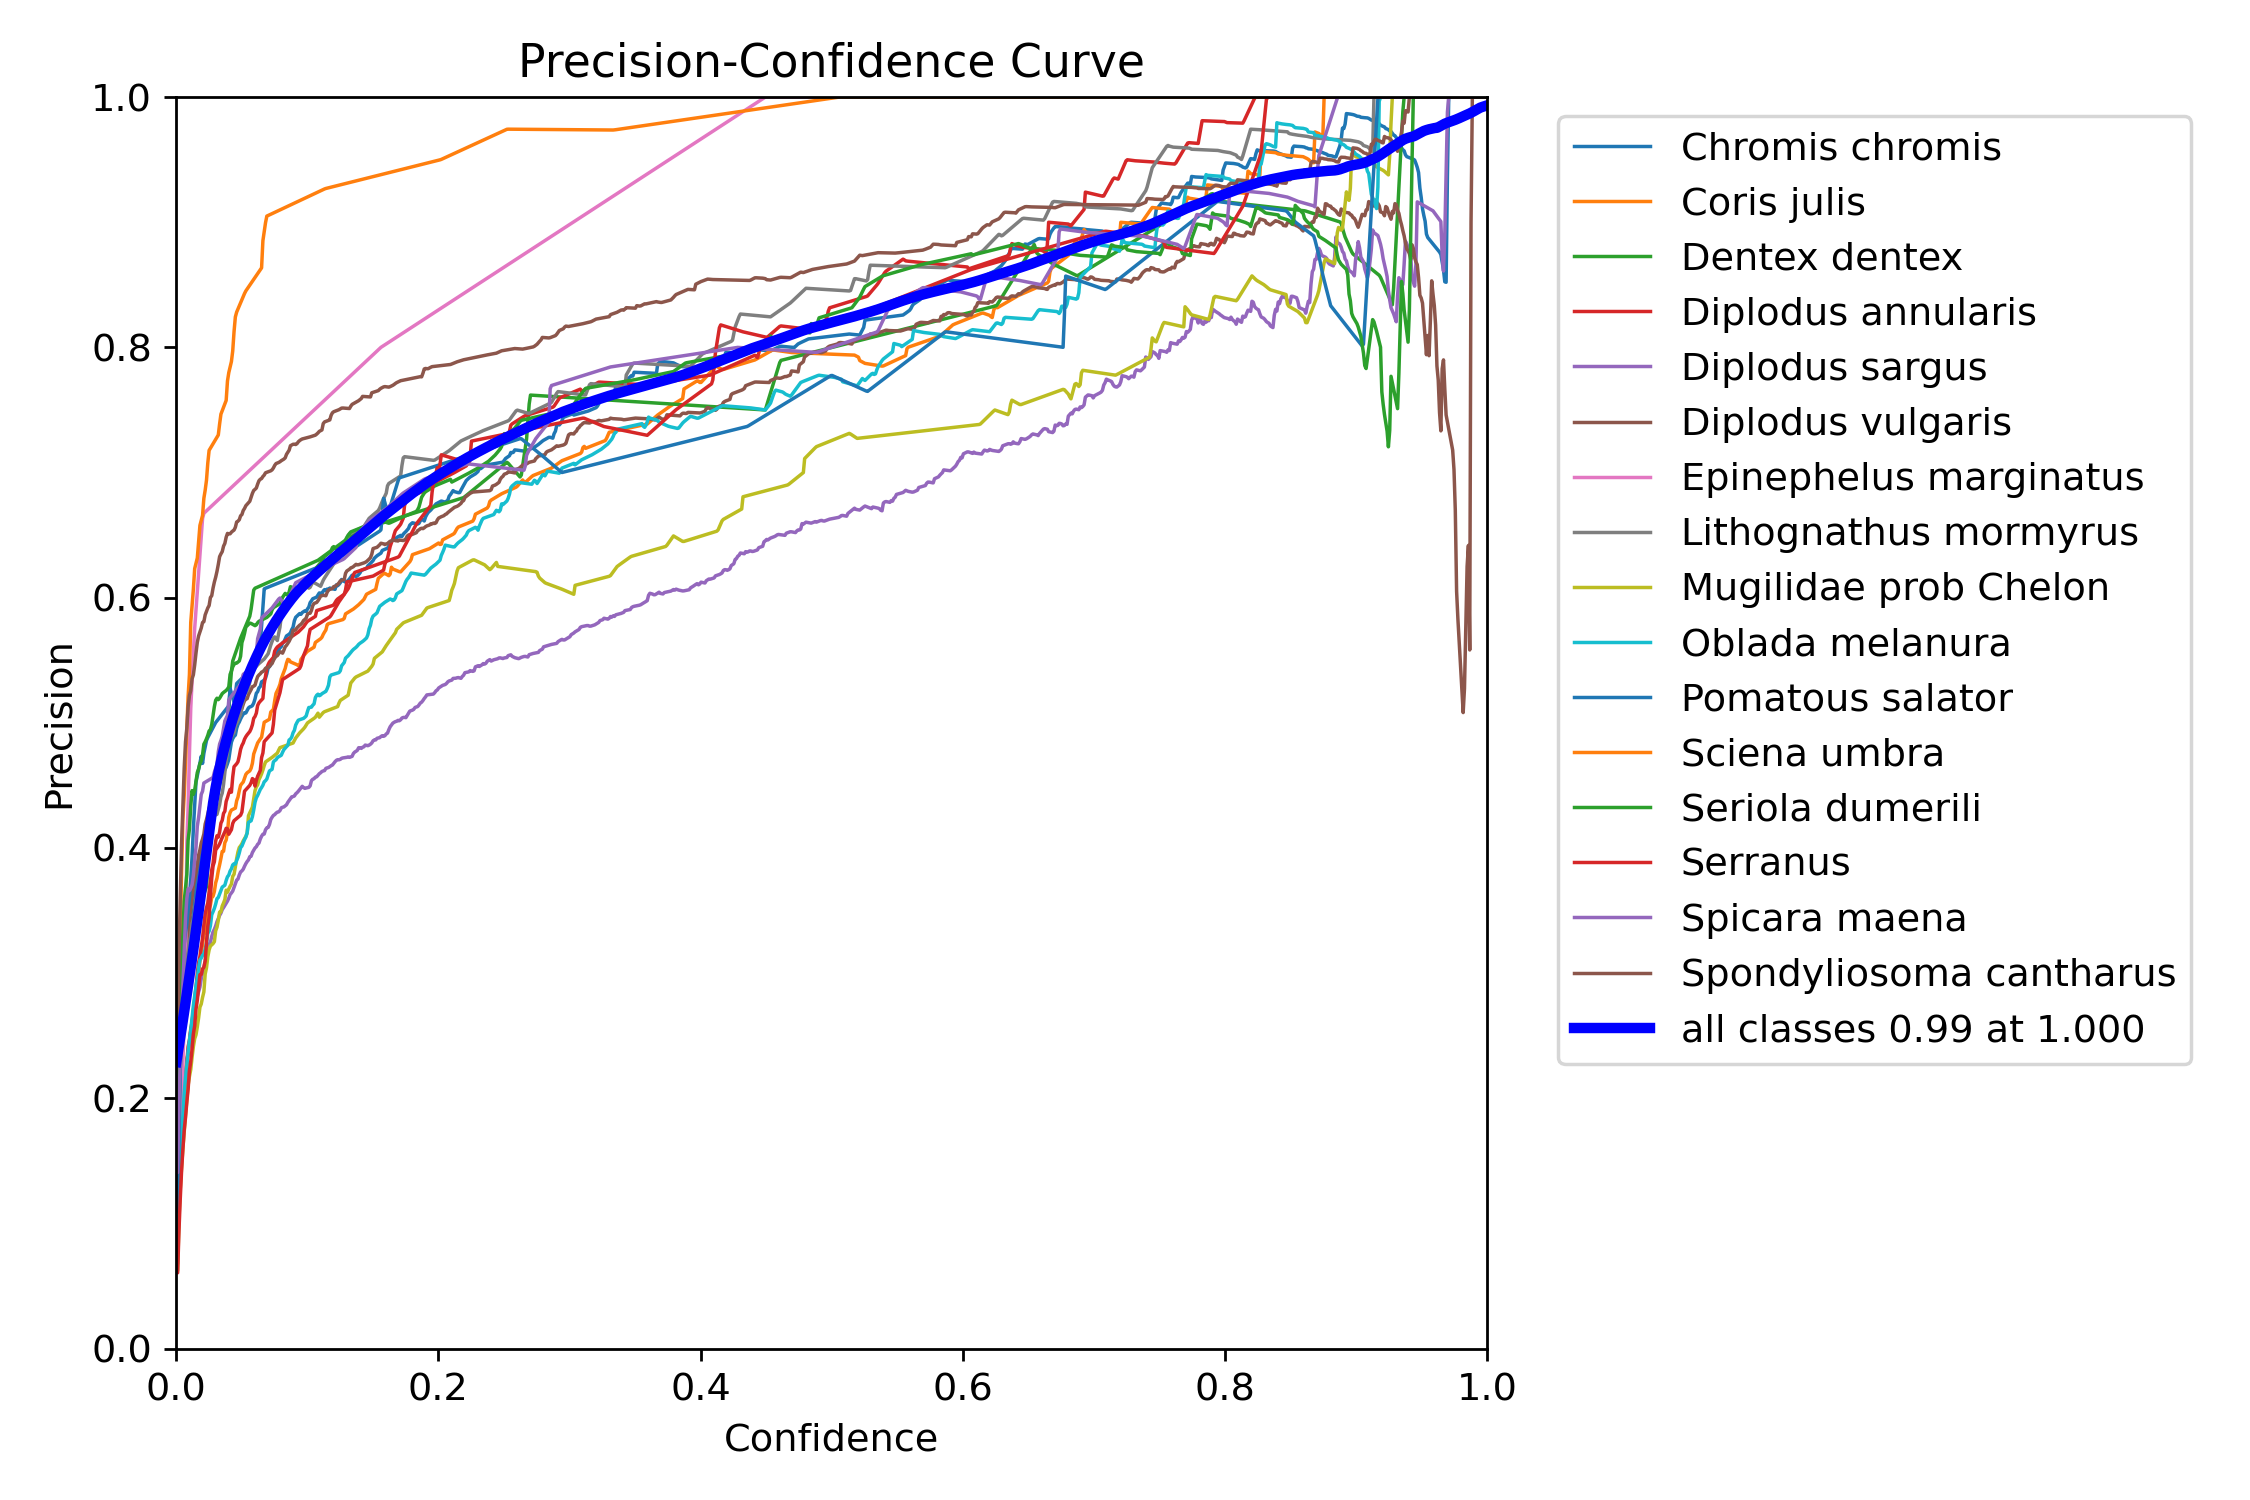 Precision-Confidence Curve
1.0
0.8
0.6
0.4
0.2
0.0
Precision
0.0 0.2 0.4 0.6 0.8 1.0
Confidence
Chromis chromis
Coris julis
Dentex dentex
Diplodus annularis
Diplodus sargus
Diplodus vulgaris
Epinephelus marginatus
Lithognathus mormyrus
Mugilidae prob Chelon
Oblada melanura
Pomatous salator
Sciena umbra
Seriola dumerili
Serranus
Spicara maena
Spondyliosoma cantharus
all classes 0.99 at 1.000